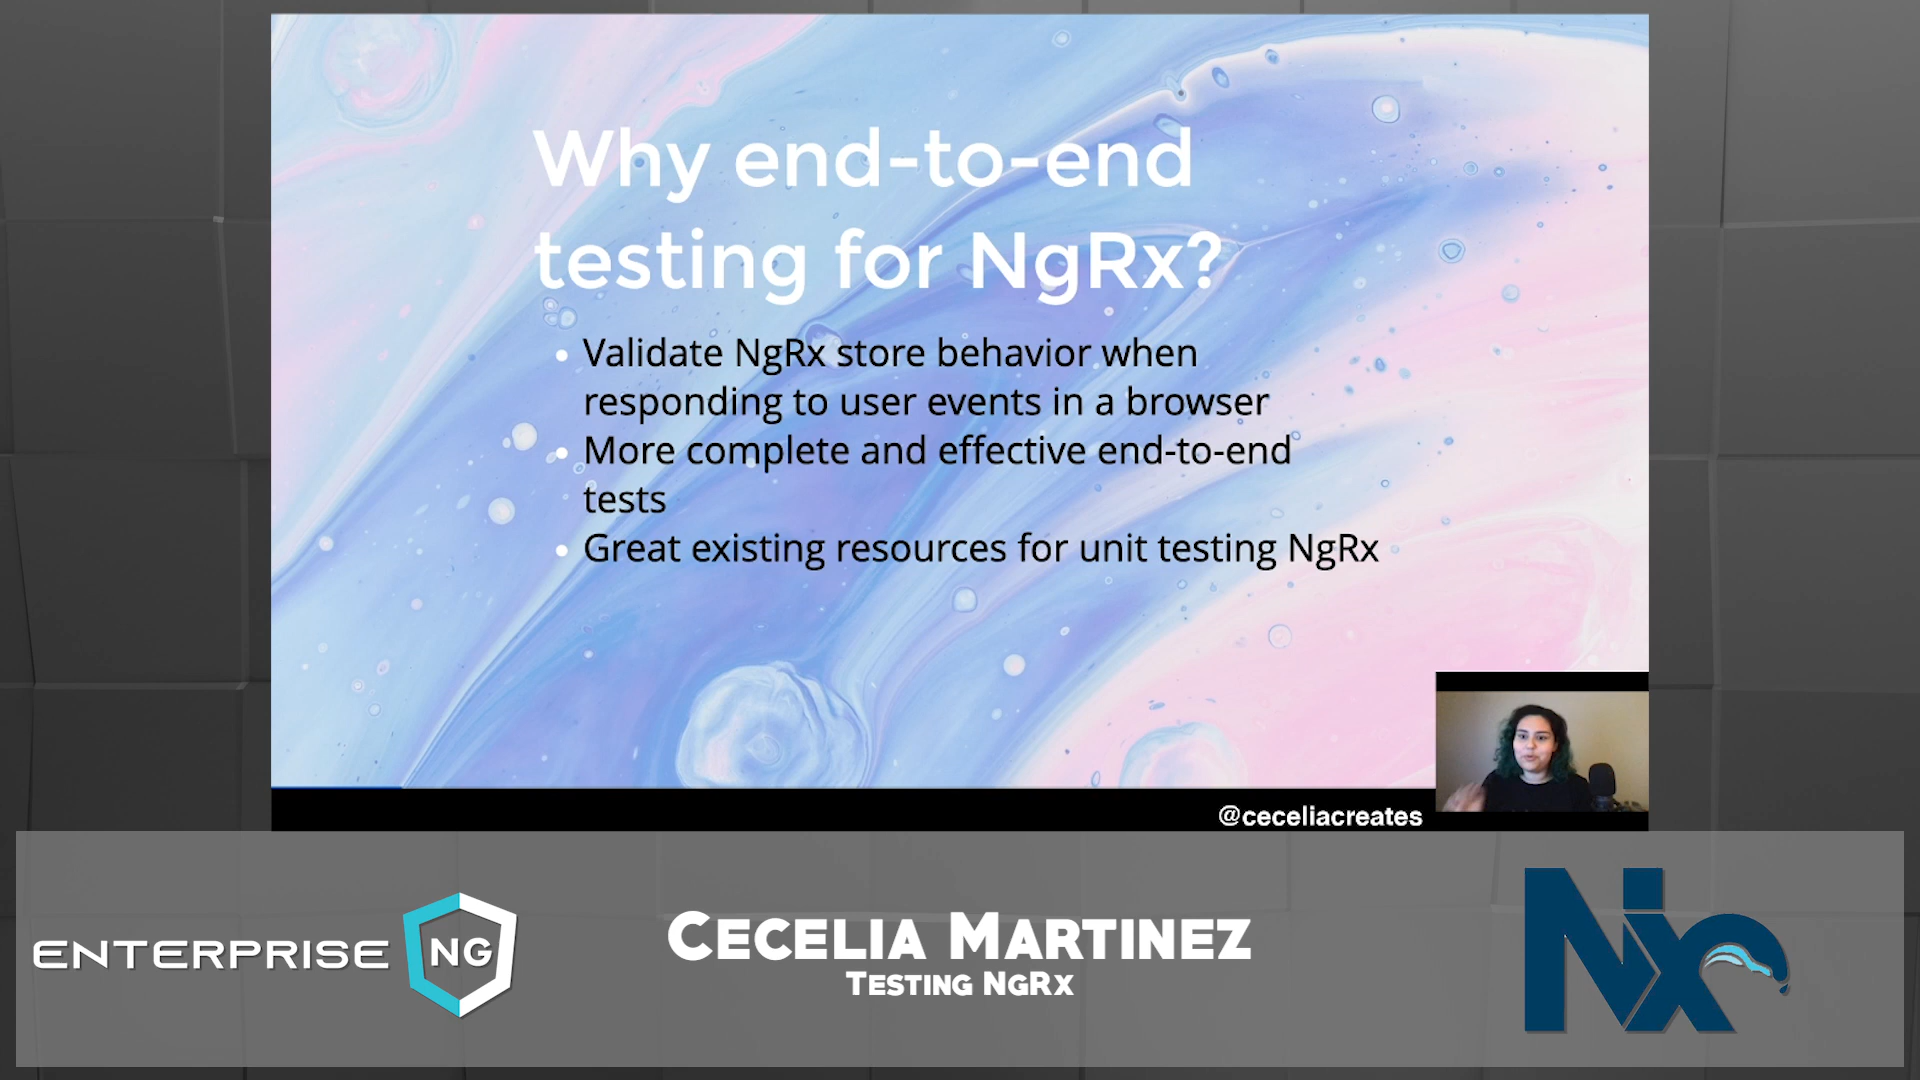 Why end-to-end
testing for NgRx?
Validate NgRx store behavior when
responding to user events in a browser
More complete and effective end-to-end
tests
Great existing resources for unit testing NgRx
@ceceliacreates
ENTERPRISE NG
CECELIA MARTINEZ
TESTING NGRX
Nx